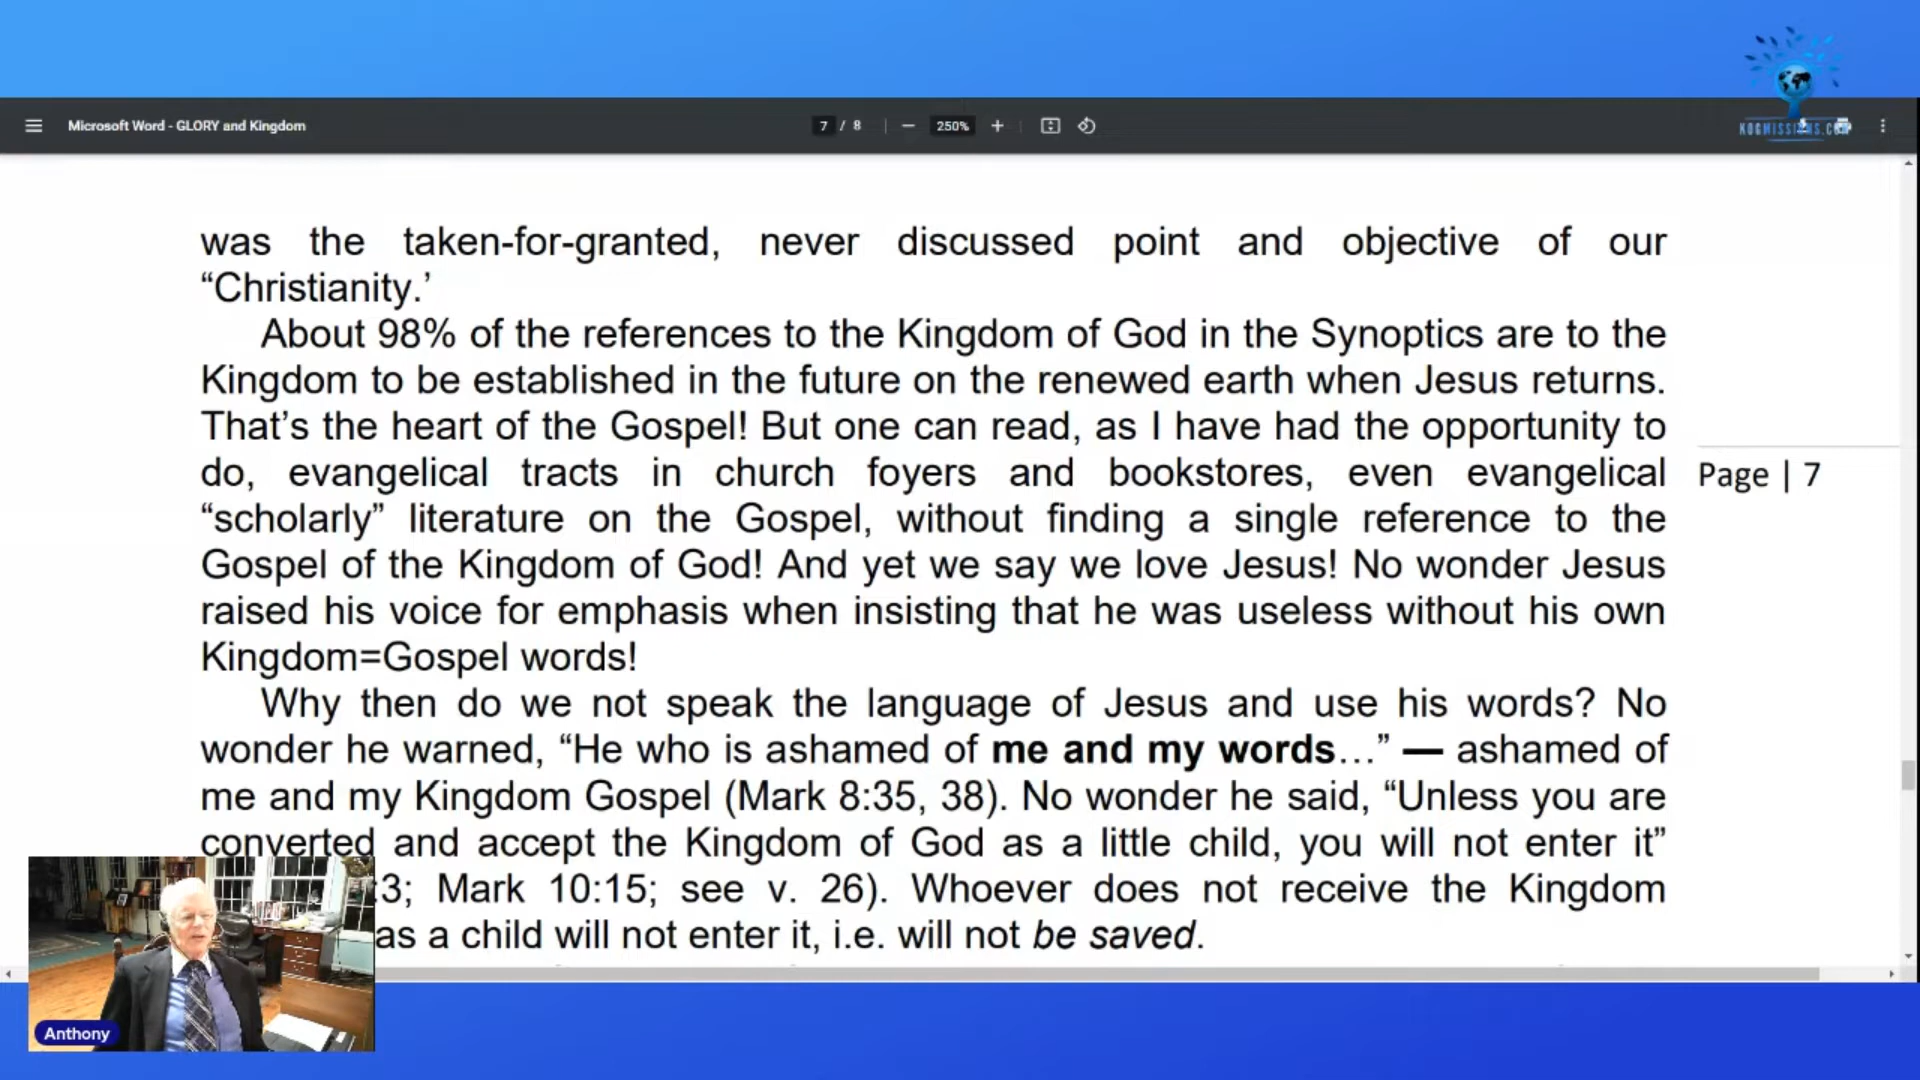 Microsoft Word - GLORY and Kingdom
7 / 8
250%
was the taken-for-granted, never discussed point and objective of our
“Christianity.’
About 98% of the references to the Kingdom of God in the Synoptics are to the
Kingdom to be established in the future on the renewed earth when Jesus returns.
That’s the heart of the Gospel! But one can read, as I have had the opportunity to
do, evangelical tracts in church foyers and bookstores, even evangelical
“scholarly” literature on the Gospel, without finding a single reference to the
Gospel of the Kingdom of God! And yet we say we love Jesus! No wonder Jesus
raised his voice for emphasis when insisting that he was useless without his own
Kingdom=Gospel words!
Why then do we not speak the language of Jesus and use his words? No
wonder he warned, “He who is ashamed of me and my words…” — ashamed of
me and my Kingdom Gospel (Mark 8:35, 38). No wonder he said, “Unless you are
converted and accept the Kingdom of God as a little child, you will not enter it”
:3; Mark 10:15; see v. 26). Whoever does not receive the Kingdom
as a child will not enter it, i.e. will not be saved.
Page | 7
Anthony